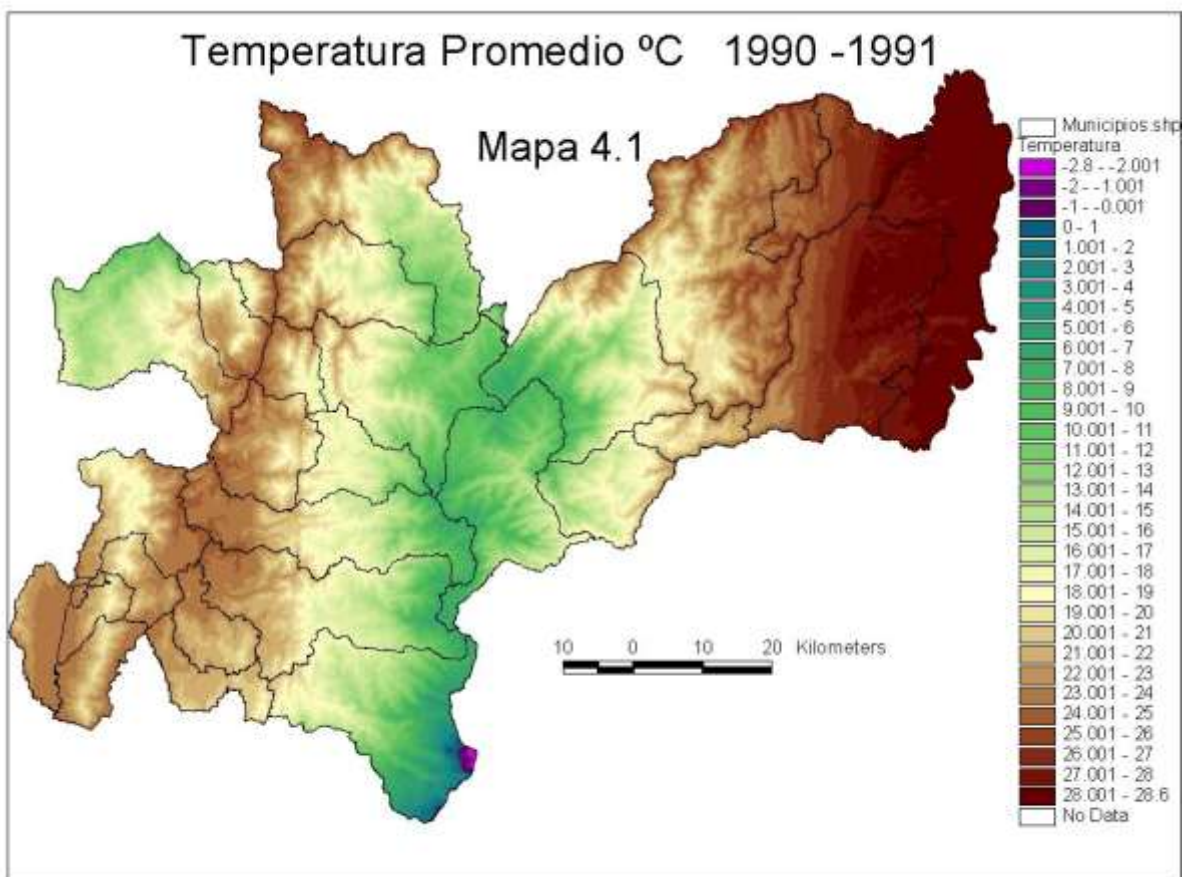 Temperatura Promedio ºC 1990 -1991
Mapa 4.1
Municipios.shp
Temperatura
-2.8 - -2.001
-2 - -1.001
-1 - -0.001
0 - 1
1.001 - 2
2.001 - 3
3.001 - 4
4.001 - 5
5.001 - 6
6.001 - 7
7.001 - 8
8.001 - 9
9.001 - 10
10.001 - 11
11.001 - 12
12.001 - 13
13.001 - 14
14.001 - 15
15.001 - 16
16.001 - 17
17.001 - 18
18.001 - 19
19.001 - 20
20.001 - 21
21.001 - 22
22.001 - 23
23.001 - 24
24.001 - 25
25.001 - 26
26.001 - 27
27.001 - 28
28.001 - 28.6
No Data
10 0 10 20 Kilometers